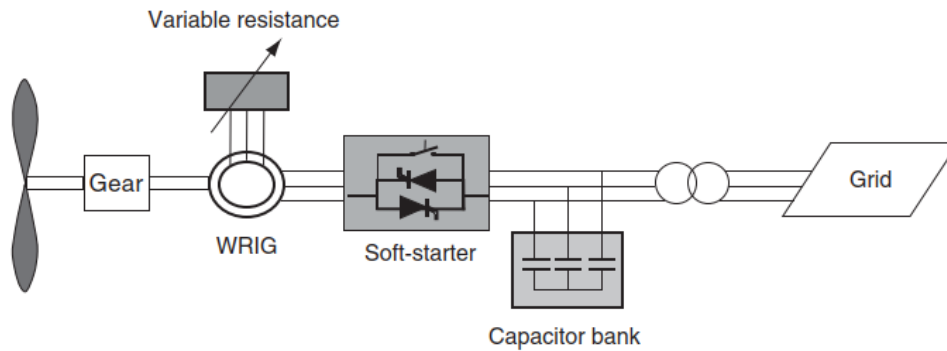 Variable resistance
Gear
WRIG
Soft-starter
Capacitor bank
Grid